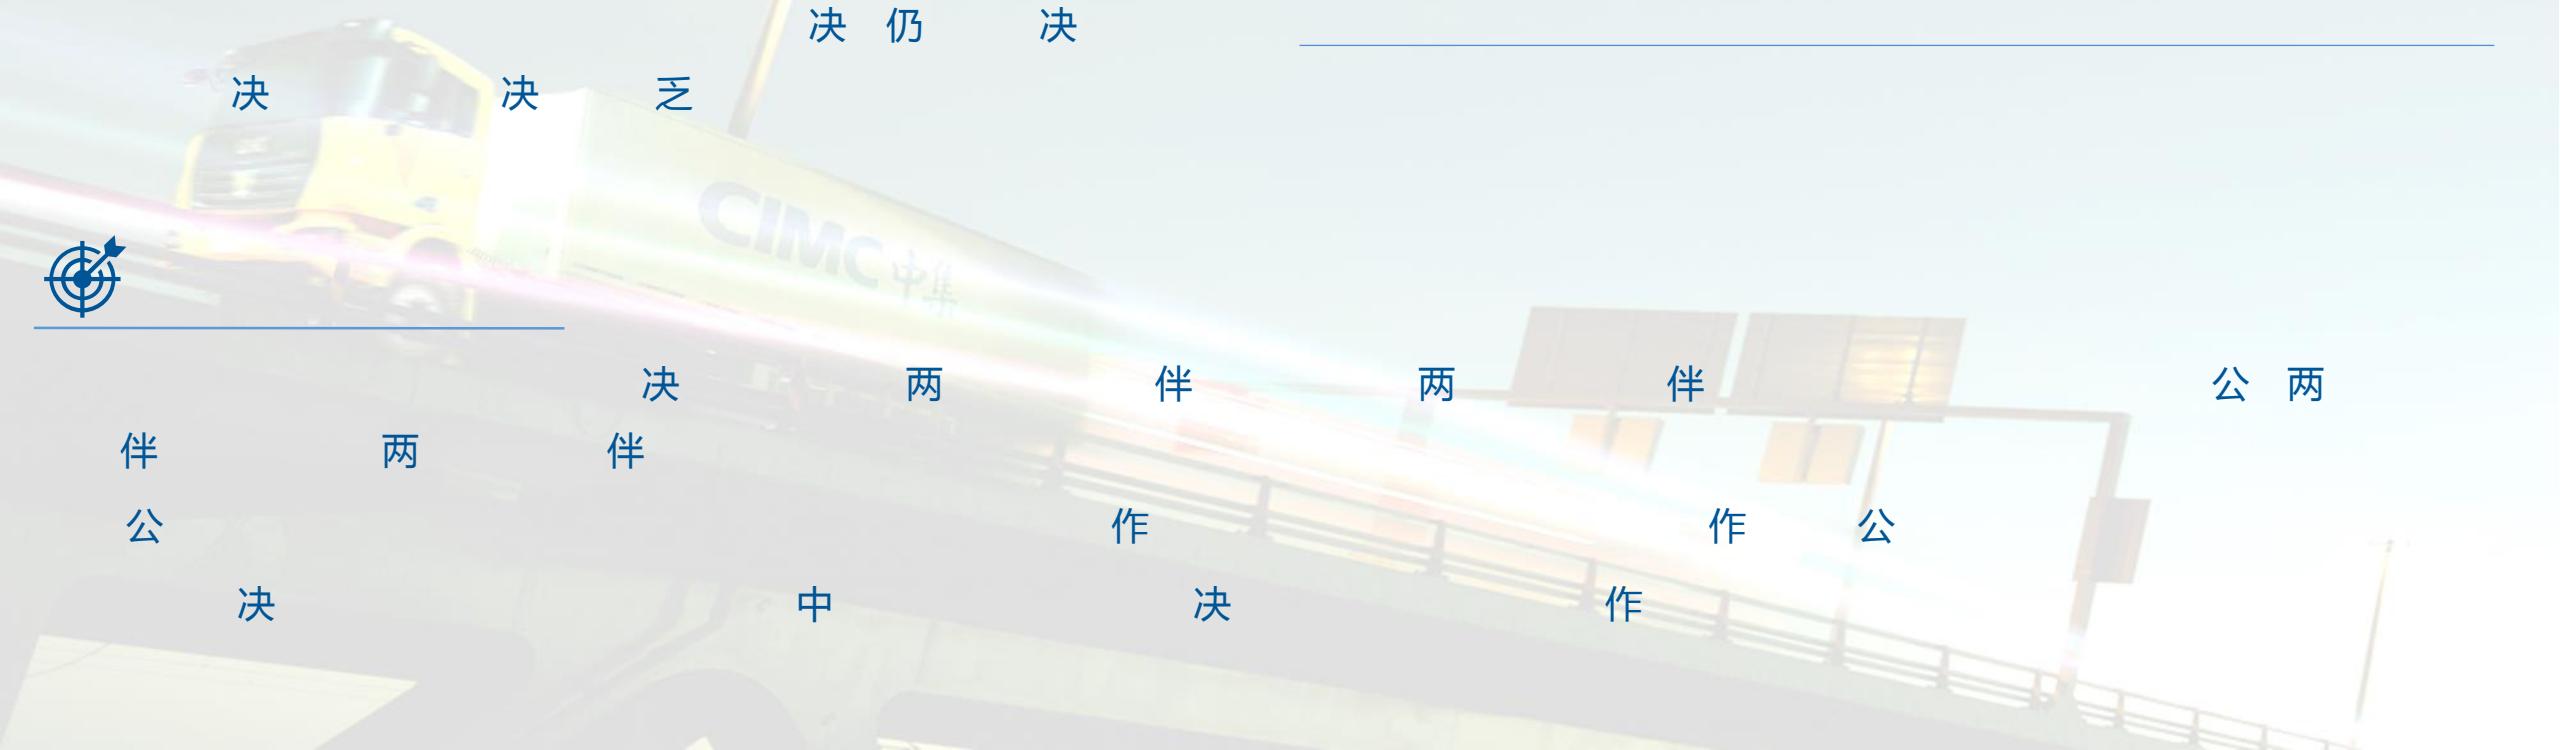 决 仍 决
决 决 乏
CIMC 中集
决 两 伴 两 伴 公 两
伴 两 伴
公 作 作 公
决 中 决 作